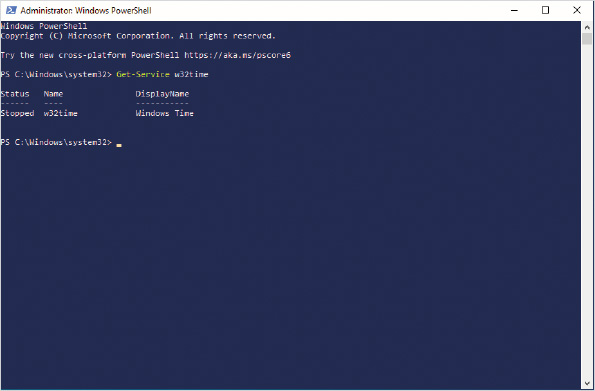 Administrator: Windows PowerShell
Windows PowerShell
Copyright (C) Microsoft Corporation. All rights reserved.
Try the new cross-platform PowerShell https://aka.ms/pscore6
PS C:\Windows\system32> Get-Service w32time
Status   Name               DisplayName
------   ----               -----------
Stopped  w32time            Windows Time
PS C:\Windows\system32>